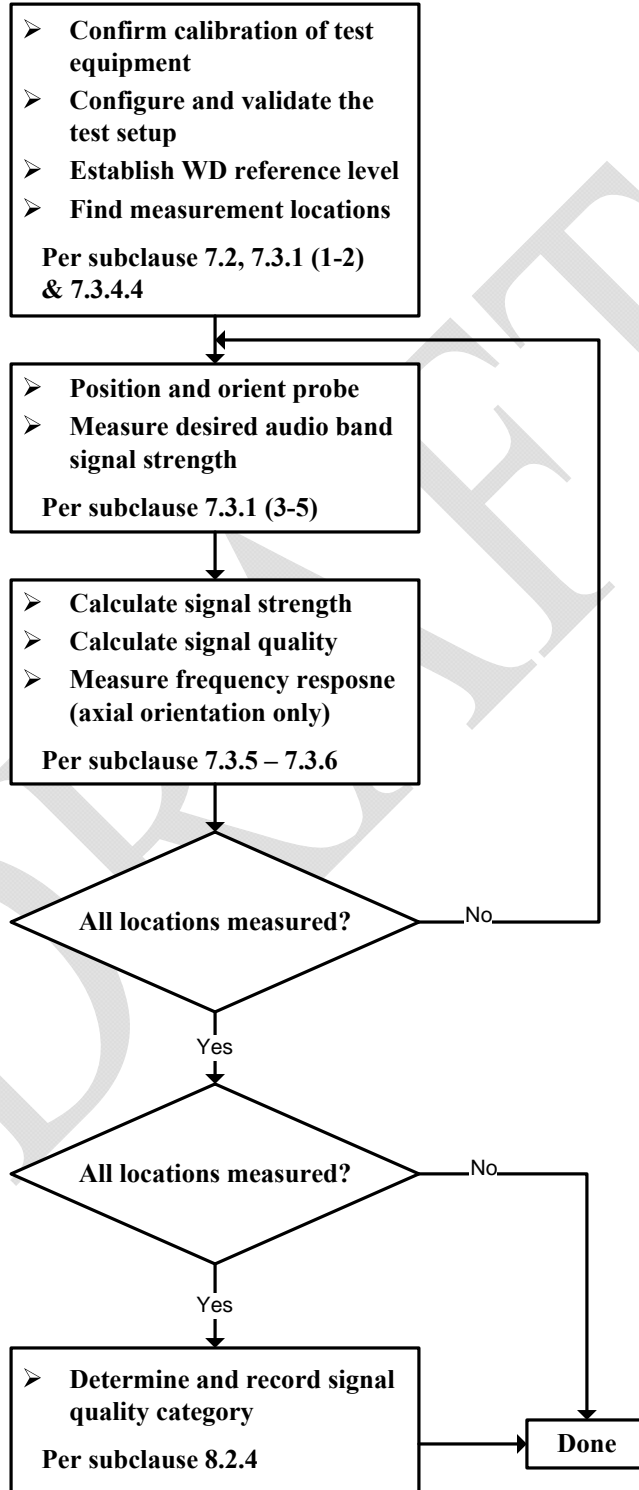 ➢ Confirm calibration of test
equipment
➢ Configure and validate the
test setup
➢ Establish WD reference level
➢ Find measurement locations
Per subclause 7.2, 7.3.1 (1-2)
& 7.3.4.4
➢ Position and orient probe
➢ Measure desired audio band
signal strength
Per subclause 7.3.1 (3-5)
➢ Calculate signal strength
➢ Calculate signal quality
➢ Measure frequency resposne
(axial orientation only)
Per subclause 7.3.5 – 7.3.6
All locations measured?
No
Yes
All locations measured?
No
Yes
➢ Determine and record signal
quality category
Per subclause 8.2.4
Done
DRAFT